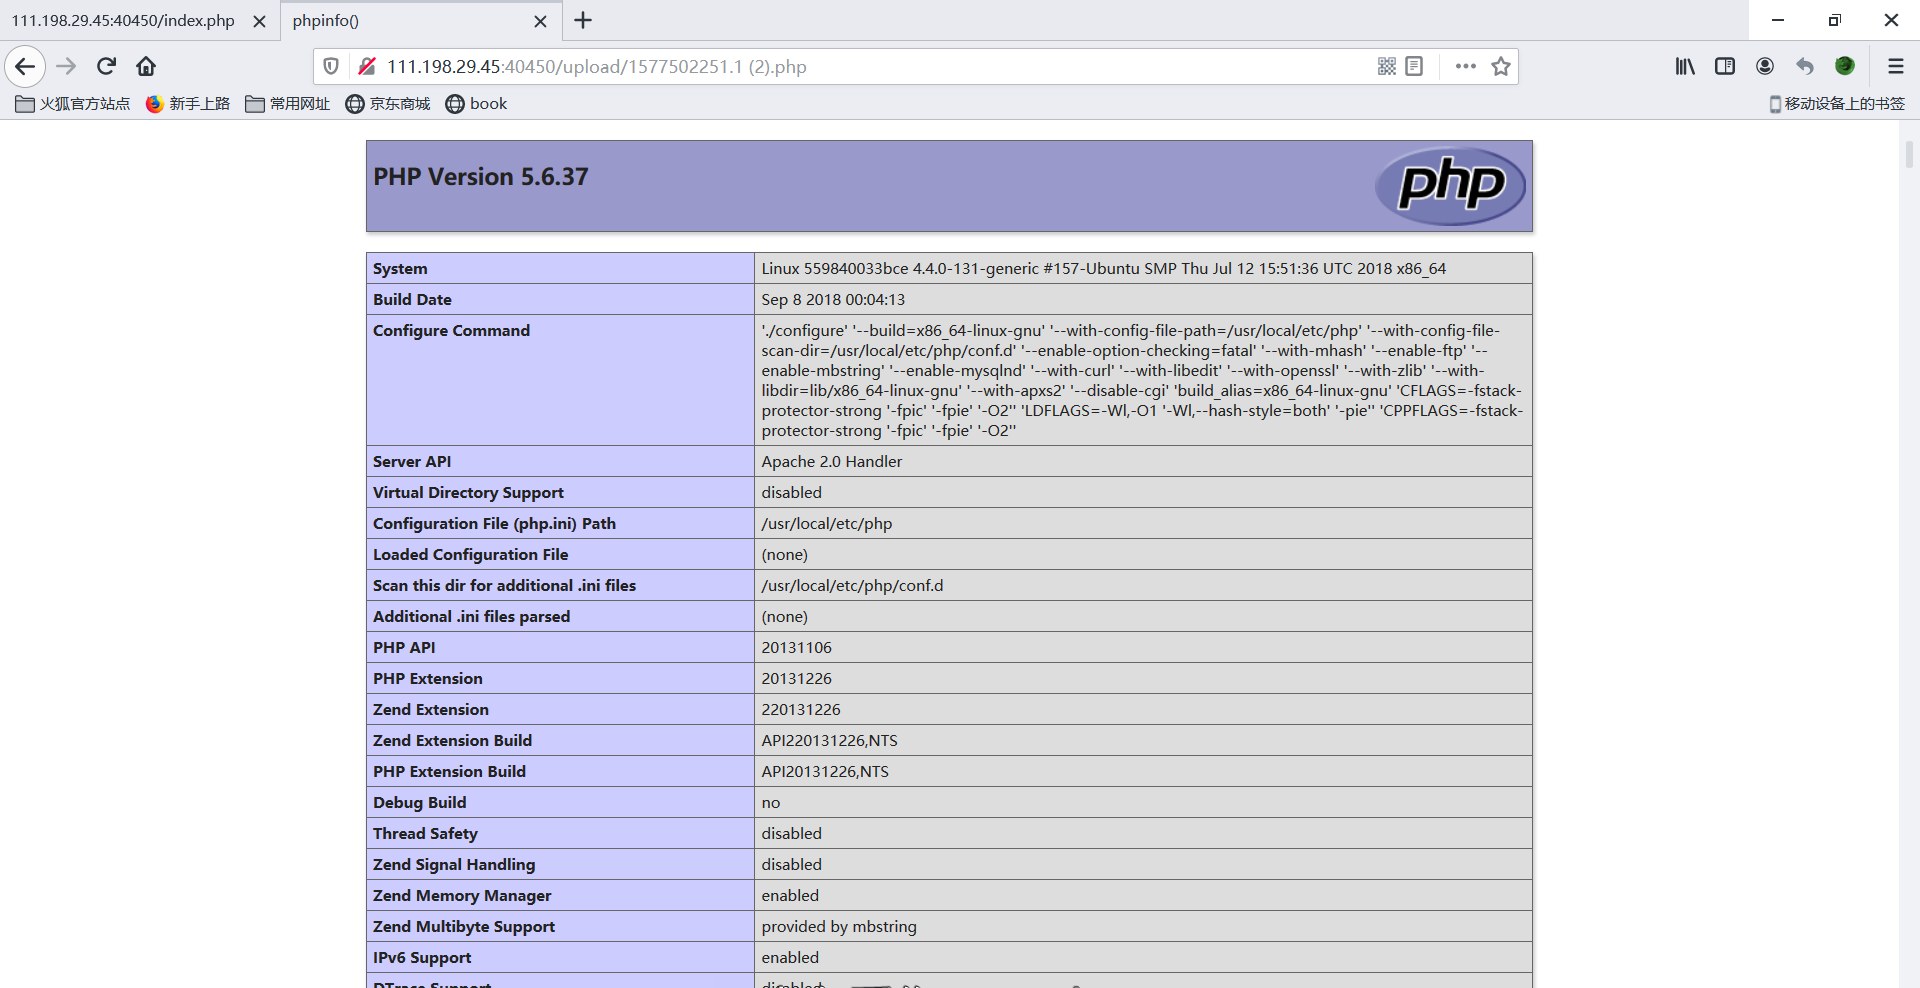 111.198.29.45:40450/index.php
phpinfo()
111.198.29.45:40450/upload/1577502251.1 (2).php
火狐官方站点 新手上路 常用网址 京东商城 book 移动设备上的书签
PHP Version 5.6.37
php
System Linux 559840033bce 4.4.0-131-generic #157-Ubuntu SMP Thu Jul 12 15:51:36 UTC 2018 x86_64
Build Date Sep 8 2018 00:04:13
Configure Command './configure' '--build=x86_64-linux-gnu' '--with-config-file-path=/usr/local/etc/php' '--with-config-file-
scan-dir=/usr/local/etc/php/conf.d' '--enable-option-checking=fatal' '--with-mhash' '--enable-ftp' '--
enable-mbstring' '--enable-mysqlnd' '--with-curl' '--with-libedit' '--with-openssl' '--with-zlib' '--with-
libdir=lib/x86_64-linux-gnu' '--with-apxs2' '--disable-cgi' 'build_alias=x86_64-linux-gnu' 'CFLAGS=-fstack-
protector-strong '-fpic' '-fpie' '-O2'' 'LDFLAGS=-Wl,-O1 '-Wl,--hash-style=both' '-pie'' 'CPPFLAGS=-fstack-
protector-strong '-fpic' '-fpie' '-O2''
Server API Apache 2.0 Handler
Virtual Directory Support disabled
Configuration File (php.ini) Path /usr/local/etc/php
Loaded Configuration File (none)
Scan this dir for additional .ini files /usr/local/etc/php/conf.d
Additional .ini files parsed (none)
PHP API 20131106
PHP Extension 20131226
Zend Extension 220131226
Zend Extension Build API220131226,NTS
PHP Extension Build API20131226,NTS
Debug Build no
Thread Safety disabled
Zend Signal Handling disabled
Zend Memory Manager enabled
Zend Multibyte Support provided by mbstring
IPv6 Support enabled
DTrace Support disabled